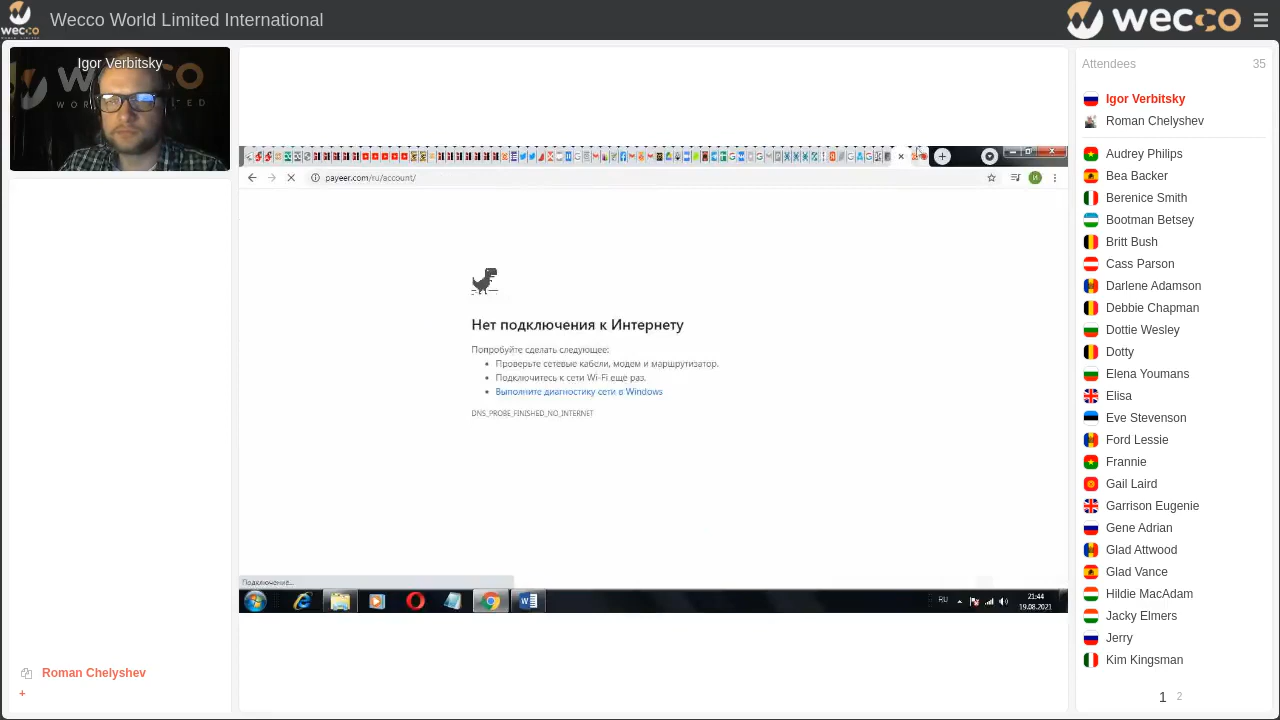 wecco
Wecco World Limited International
wecco
Igor Verbitsky
Attendees 35
Igor Verbitsky
Roman Chelyshev
Audrey Philips
Bea Backer
Berenice Smith
Bootman Betsey
Britt Bush
Cass Parson
Darlene Adamson
Debbie Chapman
Dottie Wesley
Dotty
Elena Youmans
Elisa
Eve Stevenson
Ford Lessie
Frannie
Gail Laird
Garrison Eugenie
Gene Adrian
Glad Attwood
Glad Vance
Hildie MacAdam
Jacky Elmers
Jerry
Kim Kingsman
1 2
payeer.com/ru/account/
Нет подключения к Интернету
Попробуйте сделать следующее:
• Проверьте сетевые кабели, модем и маршрутизатор.
• Подключитесь к сети Wi-Fi ещё раз.
• Выполните диагностику сети в Windows
DNS_PROBE_FINISHED_NO_INTERNET
Подключение...
RU
21:44
19.08.2021
Roman Chelyshev
+